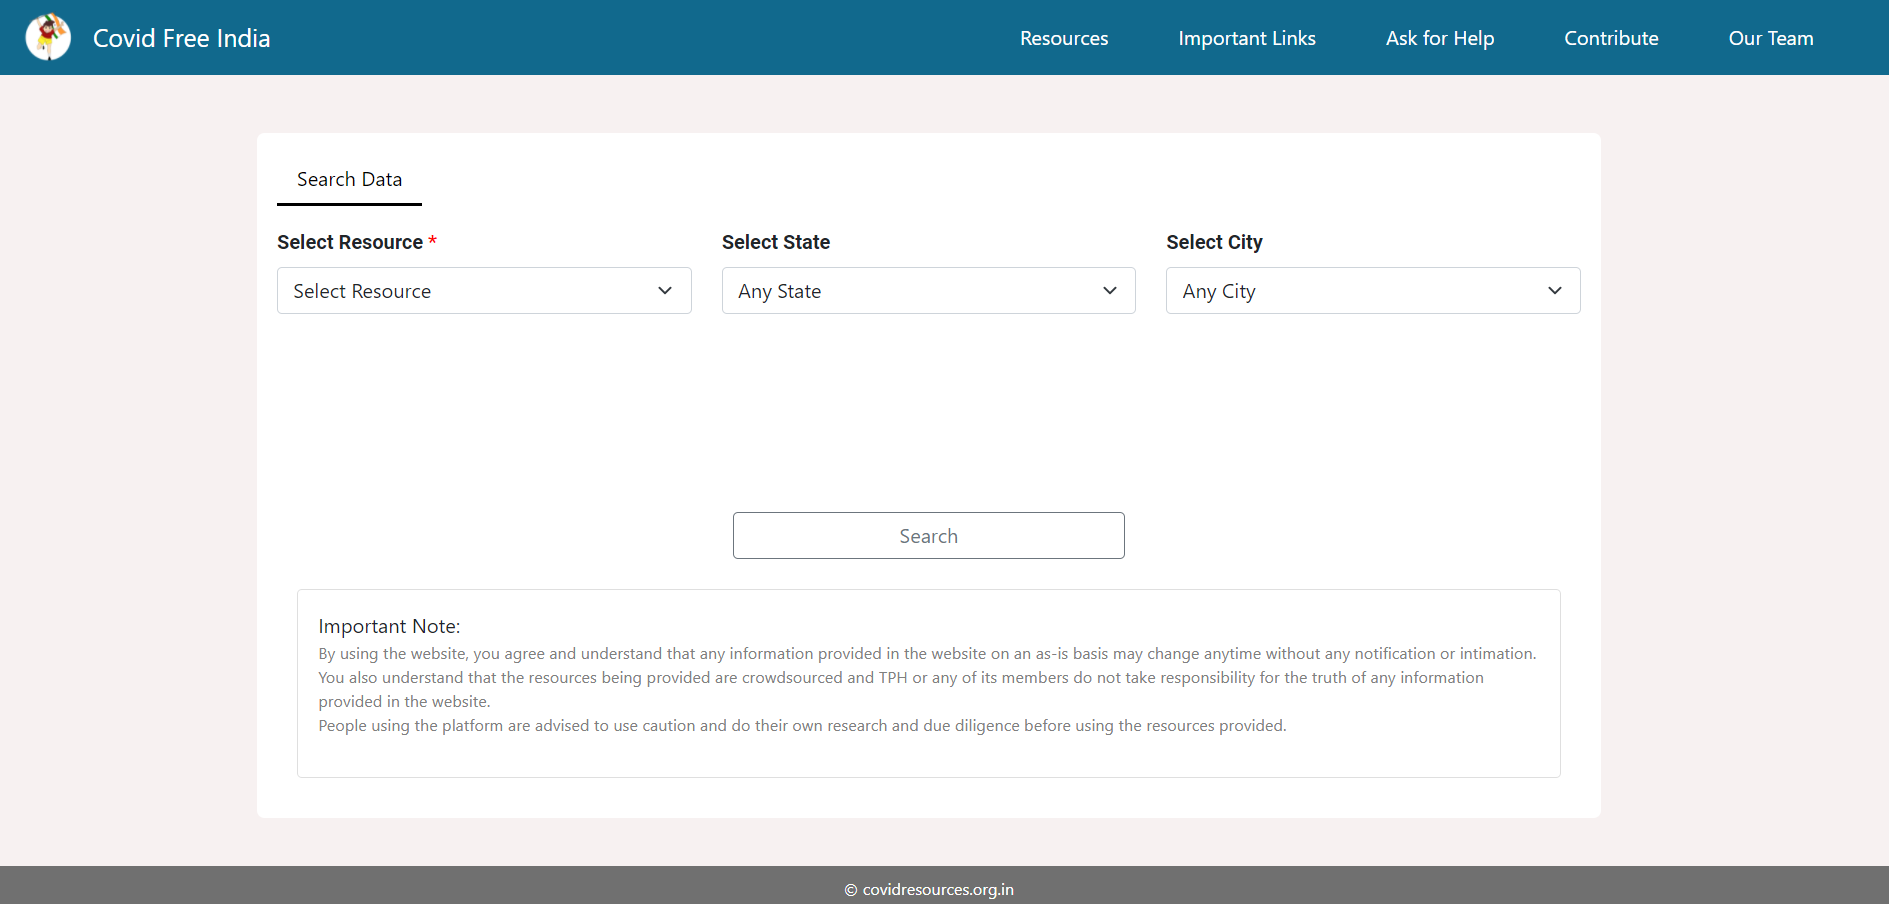 Covid Free India
Resources
Important Links
Ask for Help
Contribute
Our Team
Search Data
Select Resource *
Select State
Select City
Select Resource
Any State
Any City
Search
Important Note:
By using the website, you agree and understand that any information provided in the website on an as-is basis may change anytime without any notification or intimation.
You also understand that the resources being provided are crowdsourced and TPH or any of its members do not take responsibility for the truth of any information
provided in the website.
People using the platform are advised to use caution and do their own research and due diligence before using the resources provided.
© covidresources.org.in